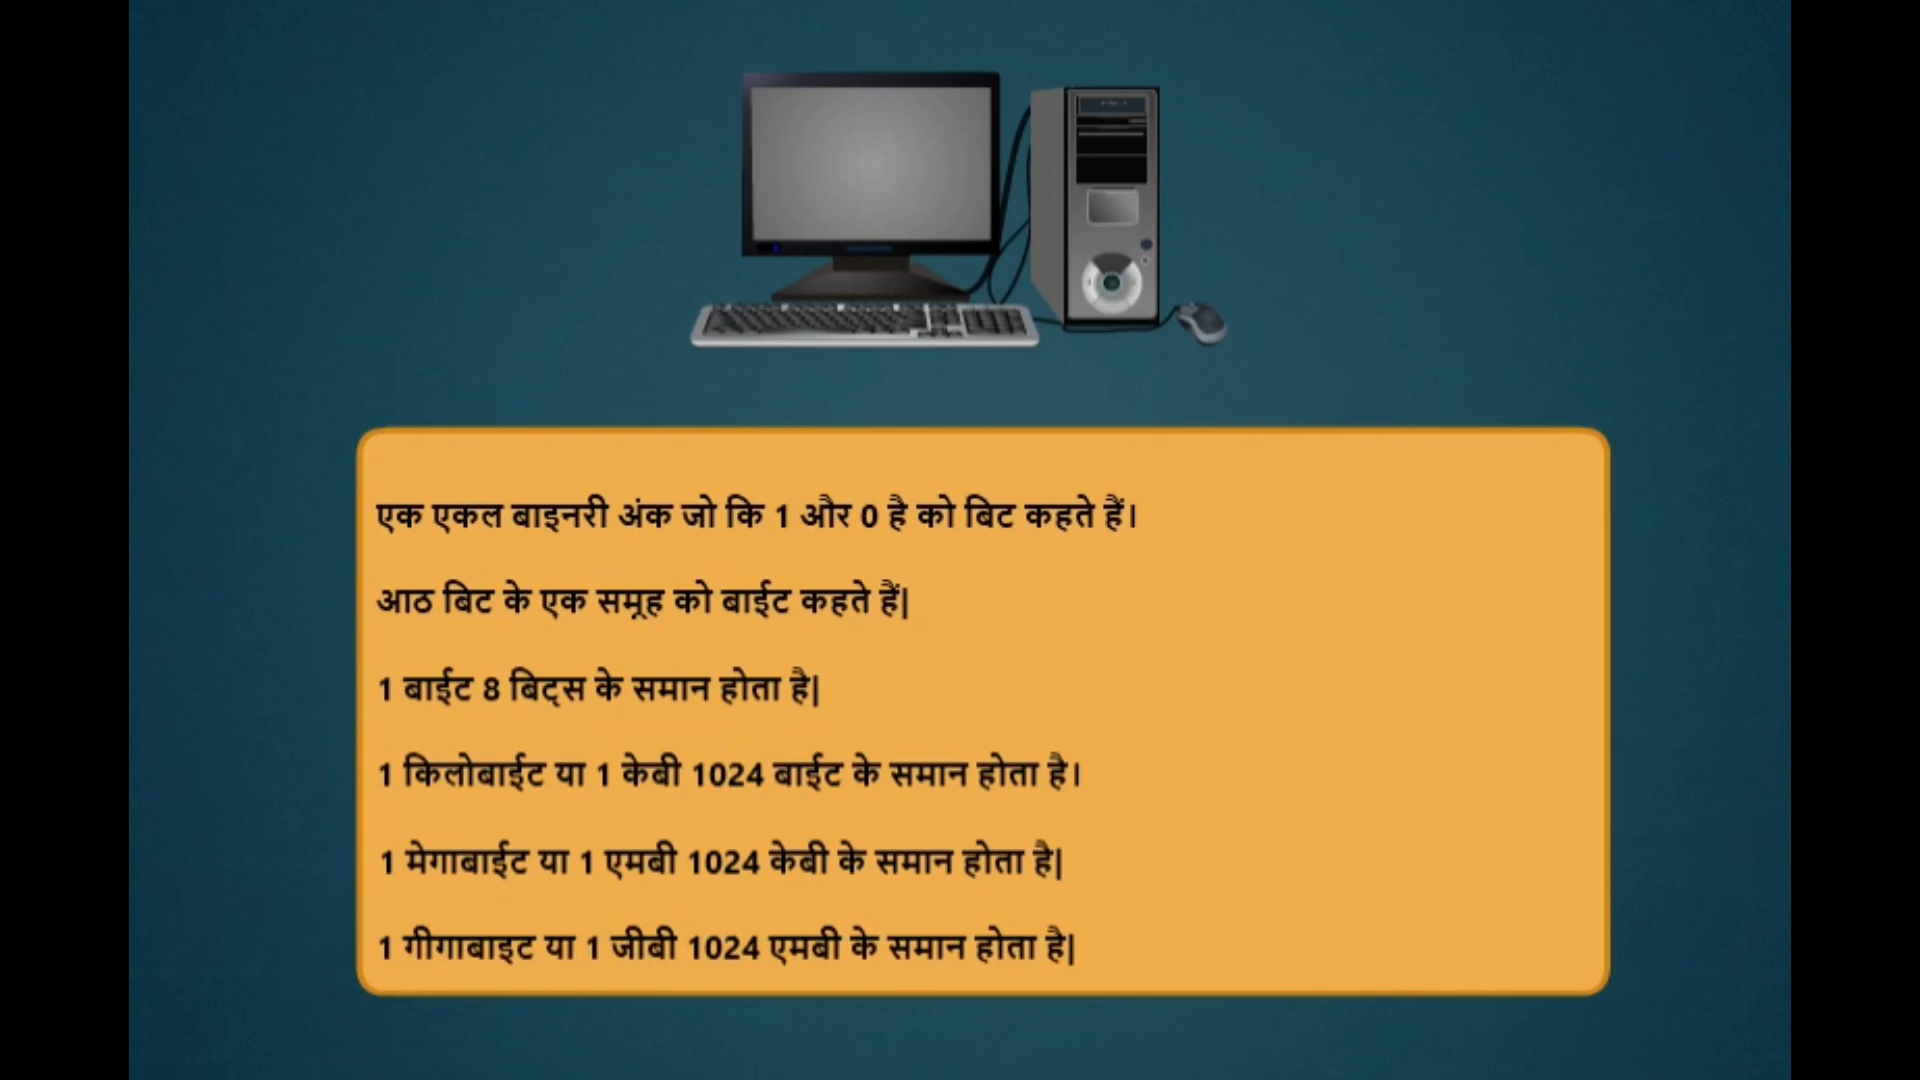 एक एकल बाइनरी अंक जो कि 1 और 0 है को बिट कहते हैं।
आठ बिट के एक समूह को बाईट कहते हैं|
1 बाईट 8 बिट्स के समान होता है|
1 किलोबाईट या 1 केबी 1024 बाईट के समान होता है।
1 मेगाबाईट या 1 एमबी 1024 केबी के समान होता है|
1 गीगाबाइट या 1 जीबी 1024 एमबी के समान होता है|